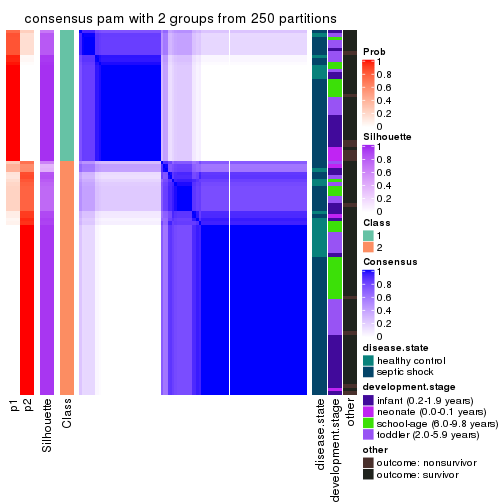 consensus pam with 2 groups from 250 partitions
Prob
1
0.8
0.6
0.4
0.2
0
Silhouette
1
0.8
0.6
0.4
0.2
0
Class
1
2
Consensus
1
0.8
0.6
0.4
0.2
0
disease.state
healthy control
septic shock
development.stage
infant (0.2-1.9 years)
neonate (0.0-0.1 years)
school-age (6.0-9.8 years)
toddler (2.0-5.9 years)
other
outcome: nonsurvivor
outcome: survivor
p1
p2
Silhouette
Class
disease.state
development.stage
other